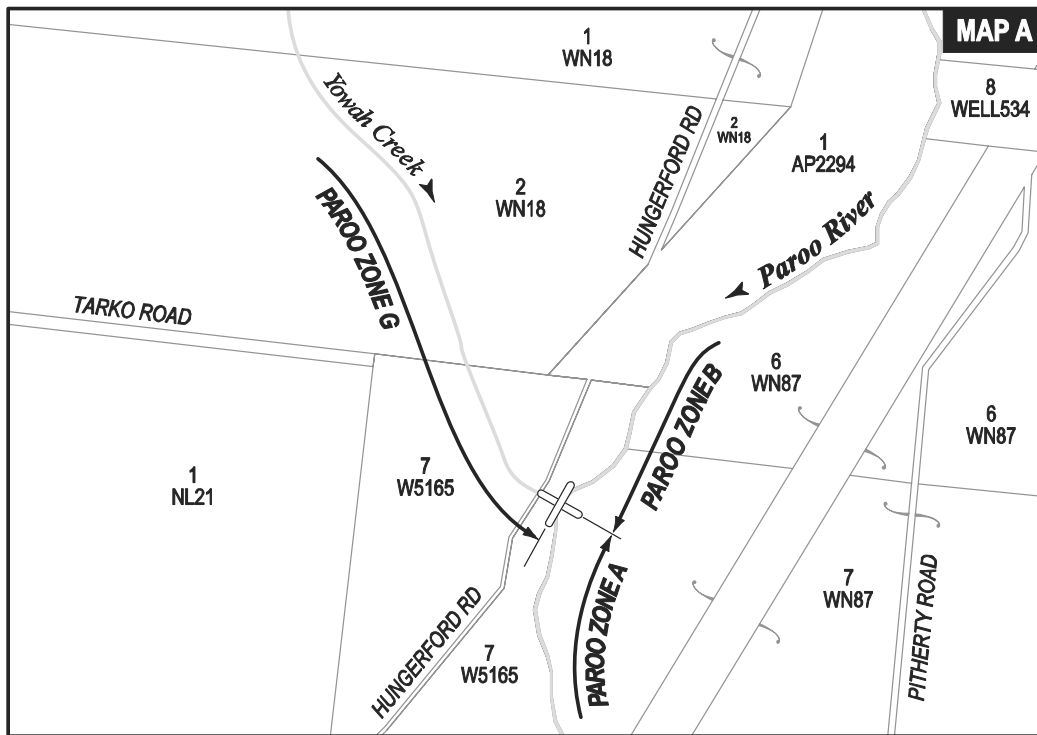 MAP A
1
WN18
8
WELL534
Yowah Creek
HUNGERFORD RD
2
WN18
1
AP2294
2
WN18
PAROO ZONE G
Paroo River
TARKO ROAD
6
WN87
PAROO ZONE B
6
WN87
1
NL21
7
W5165
7
WN87
PITHERTY ROAD
HUNGERFORD RD
7
W5165
PAROO ZONE A